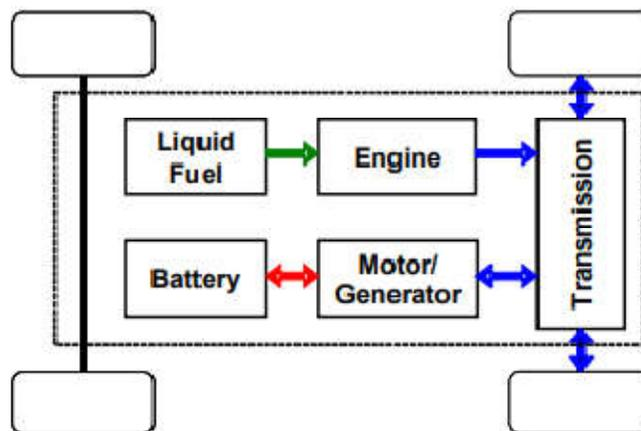 Liquid
Fuel
Engine
Battery
Motor/
Generator
Transmission